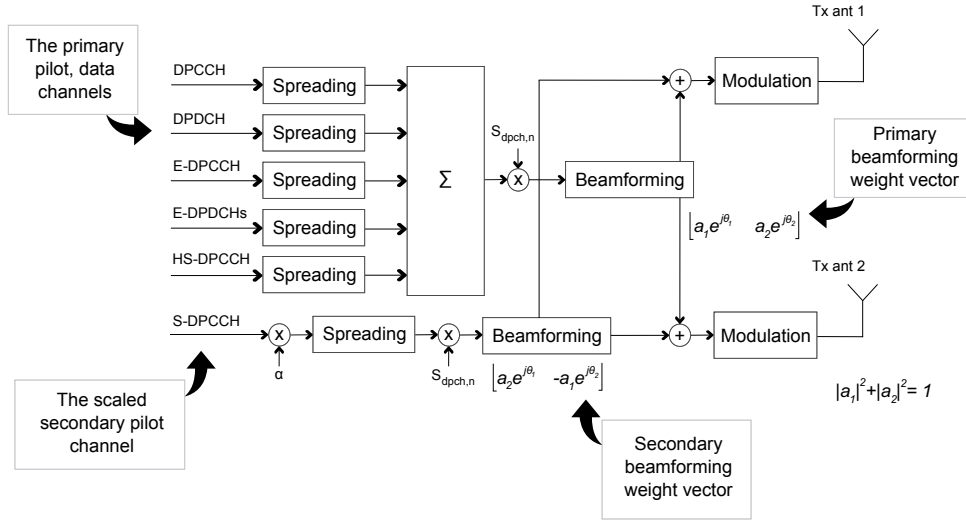 Tx ant 1
The primary
pilot, data
channels
DPCCH
Spreading
Modulation
+
DPDCH
Spreading
S_dpch,n
Primary
beamforming
weight vector
E-DPCCH
Spreading
Σ
x
Beamforming
E-DPDCHs
Spreading
[a₁e^jθ₁ a₂e^jθ₂]
HS-DPCCH
Spreading
Tx ant 2
S-DPCCH
x
Spreading
x
Beamforming
+
Modulation
α
S_dpch,n
[a₂e^jθ₁ -a₁e^jθ₂]
|a₁|²+|a₂|²= 1
The scaled
secondary pilot
channel
Secondary
beamforming
weight vector